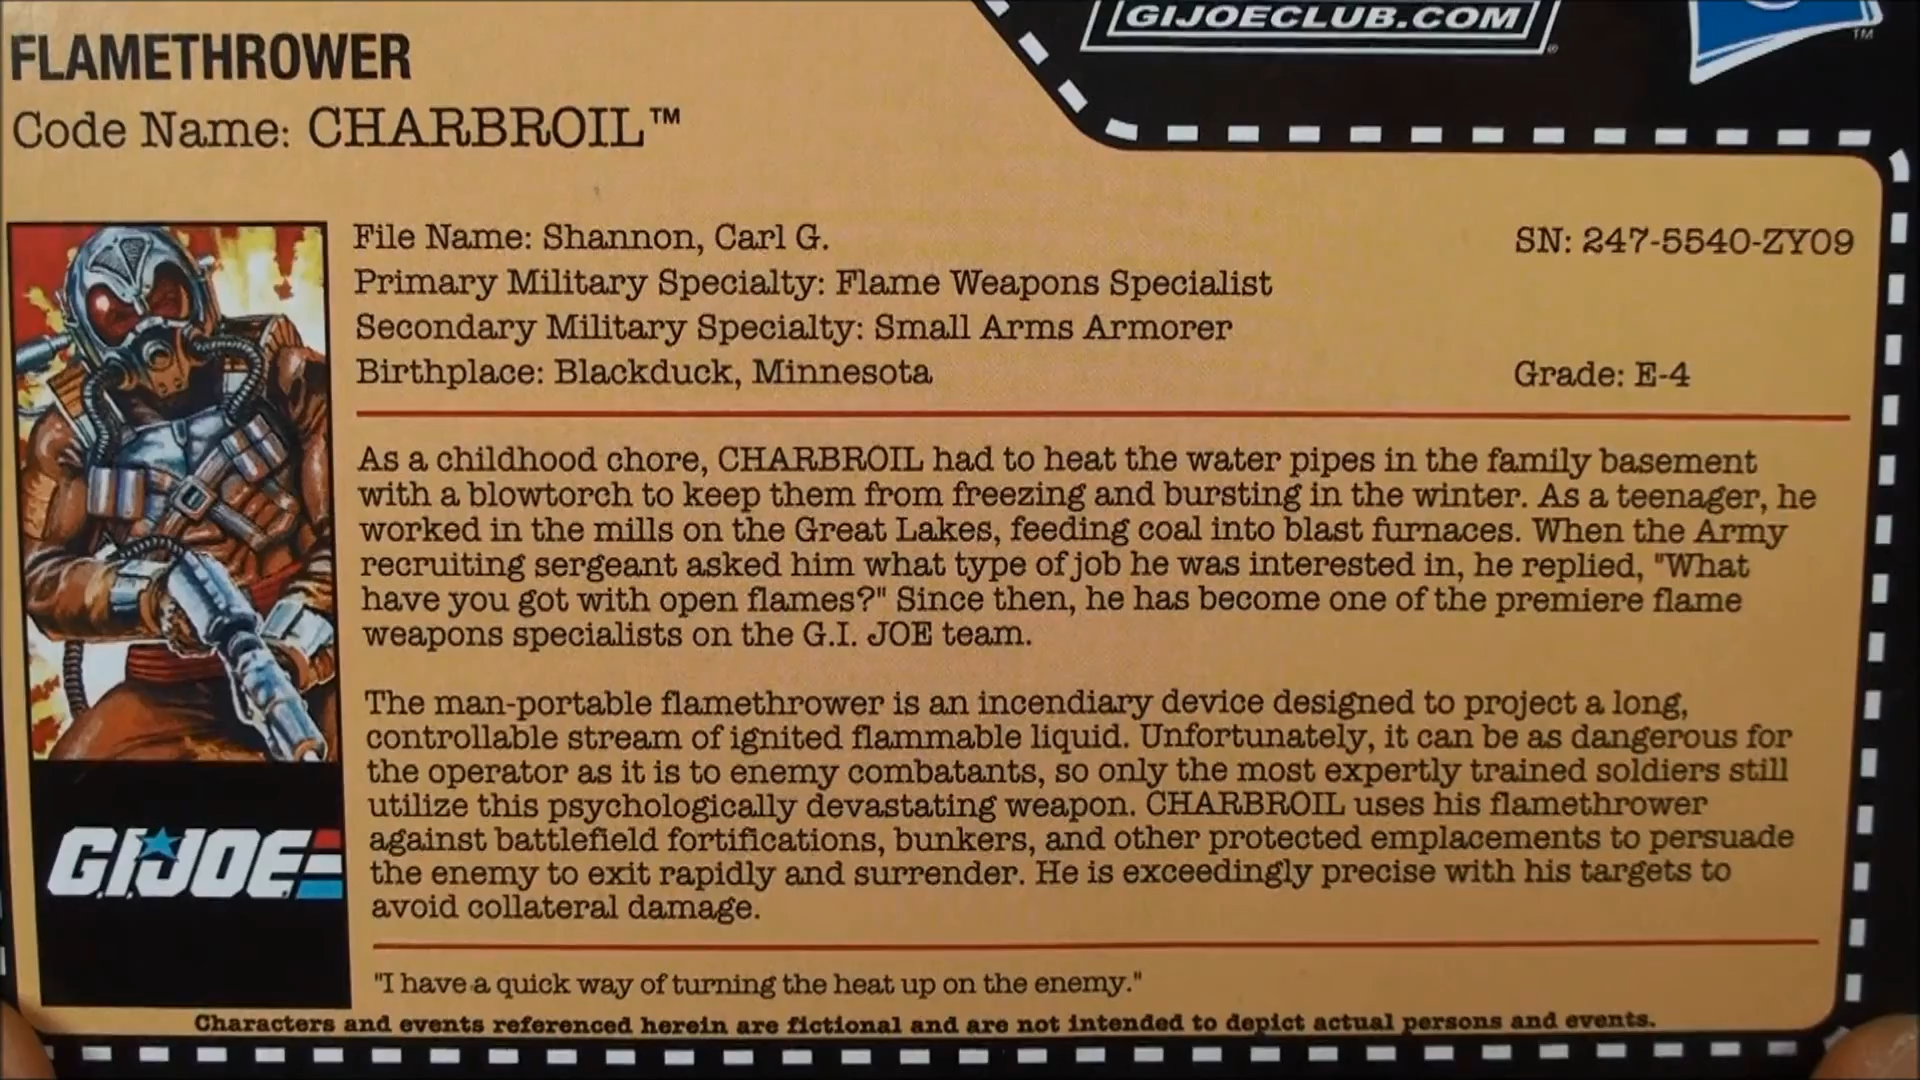 GIJOECLUB.COM
FLAMETHROWER
Code Name: CHARBROIL™
File Name: Shannon, Carl G.
SN: 247-5540-ZY09
Primary Military Specialty: Flame Weapons Specialist
Secondary Military Specialty: Small Arms Armorer
Birthplace: Blackduck, Minnesota
Grade: E-4
As a childhood chore, CHARBROIL had to heat the water pipes in the family basement
with a blowtorch to keep them from freezing and bursting in the winter. As a teenager, he
worked in the mills on the Great Lakes, feeding coal into blast furnaces. When the Army
recruiting sergeant asked him what type of job he was interested in, he replied, "What
have you got with open flames?" Since then, he has become one of the premiere flame
weapons specialists on the G.I. JOE team.
The man-portable flamethrower is an incendiary device designed to project a long,
controllable stream of ignited flammable liquid. Unfortunately, it can be as dangerous for
the operator as it is to enemy combatants, so only the most expertly trained soldiers still
utilize this psychologically devastating weapon. CHARBROIL uses his flamethrower
against battlefield fortifications, bunkers, and other protected emplacements to persuade
the enemy to exit rapidly and surrender. He is exceedingly precise with his targets to
avoid collateral damage.
"I have a quick way of turning the heat up on the enemy."
G.I. JOE
Characters and events referenced herein are fictional and are not intended to depict actual persons and events.
™
®